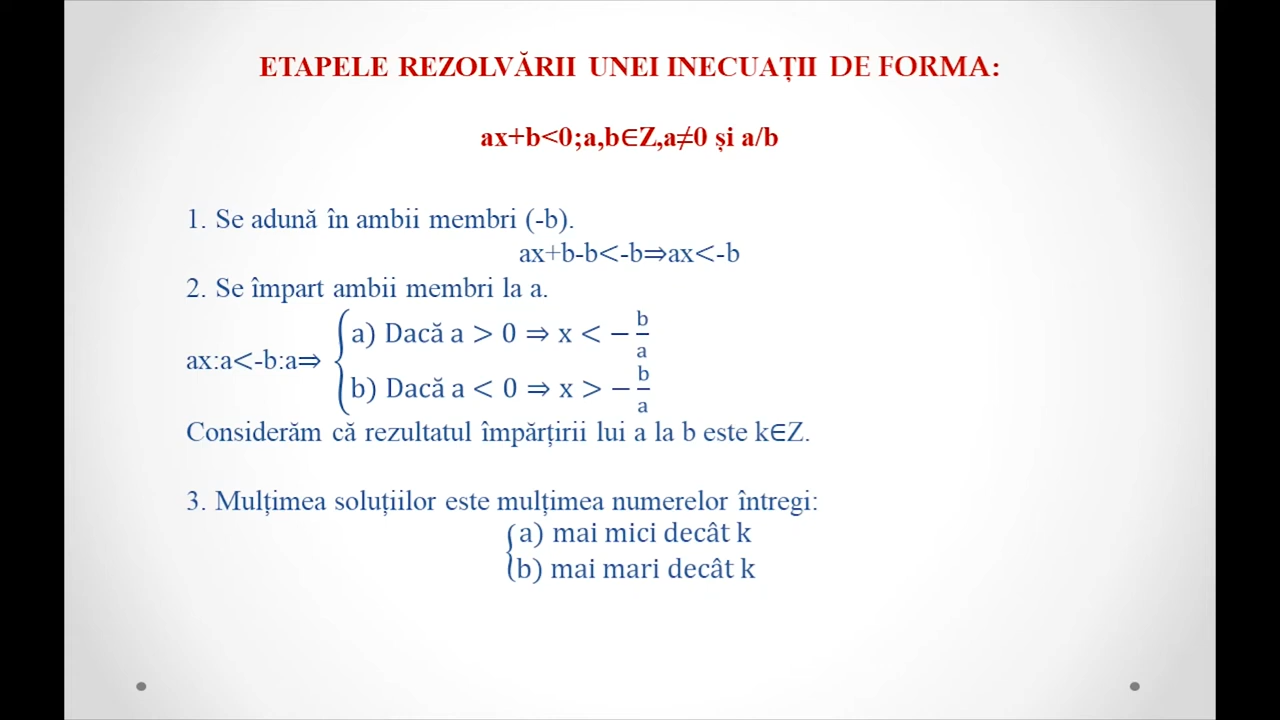 ETAPELE REZOLVĂRII UNEI INECUAȚII DE FORMA:
ax+b<0;a,b∈Z,a≠0 și a/b
1. Se adună în ambii membri (-b).
ax+b-b<-b⇒ax<-b
2. Se împart ambii membri la a.
ax:a<-b:a⇒
a) Dacă a > 0 ⇒ x < − b/a
b) Dacă a < 0 ⇒ x > − b/a
Considerăm că rezultatul împărțirii lui a la b este k∈Z.
3. Mulțimea soluțiilor este mulțimea numerelor întregi:
a) mai mici decât k
b) mai mari decât k